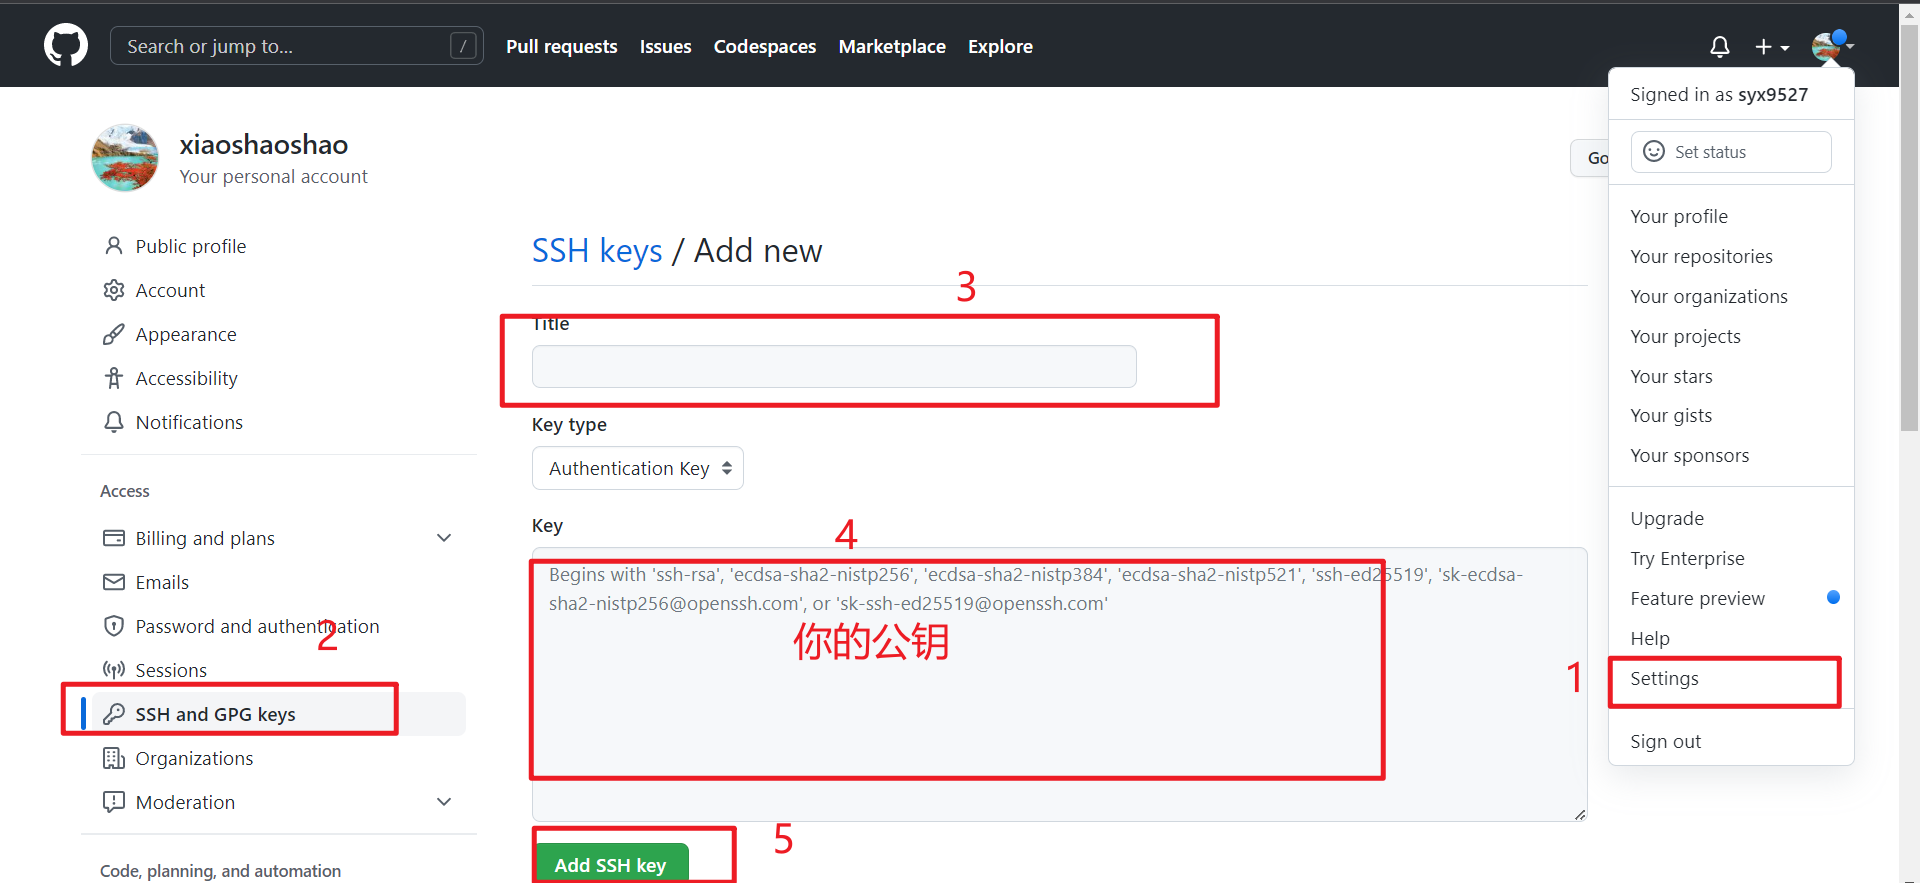 Search or jump to... /
Pull requests Issues Codespaces Marketplace Explore
Signed in as syx9527
Set status
Your profile
Your repositories
Your organizations
Your projects
Your stars
Your gists
Your sponsors
Upgrade
Try Enterprise
Feature preview
Help
1
Settings
Sign out
xiaoshaoshao
Your personal account
Go
Public profile
Account
Appearance
Accessibility
Notifications
Access
Billing and plans
Emails
Password and authentication
2
Sessions
SSH and GPG keys
Organizations
Moderation
Code, planning, and automation
SSH keys / Add new
3
Title
Key type
Authentication Key
Key
4
Begins with 'ssh-rsa', 'ecdsa-sha2-nistp256', 'ecdsa-sha2-nistp384', 'ecdsa-sha2-nistp521', 'ssh-ed25519', 'sk-ecdsa-
sha2-nistp256@openssh.com', or 'sk-ssh-ed25519@openssh.com'
你的公钥
5
Add SSH key